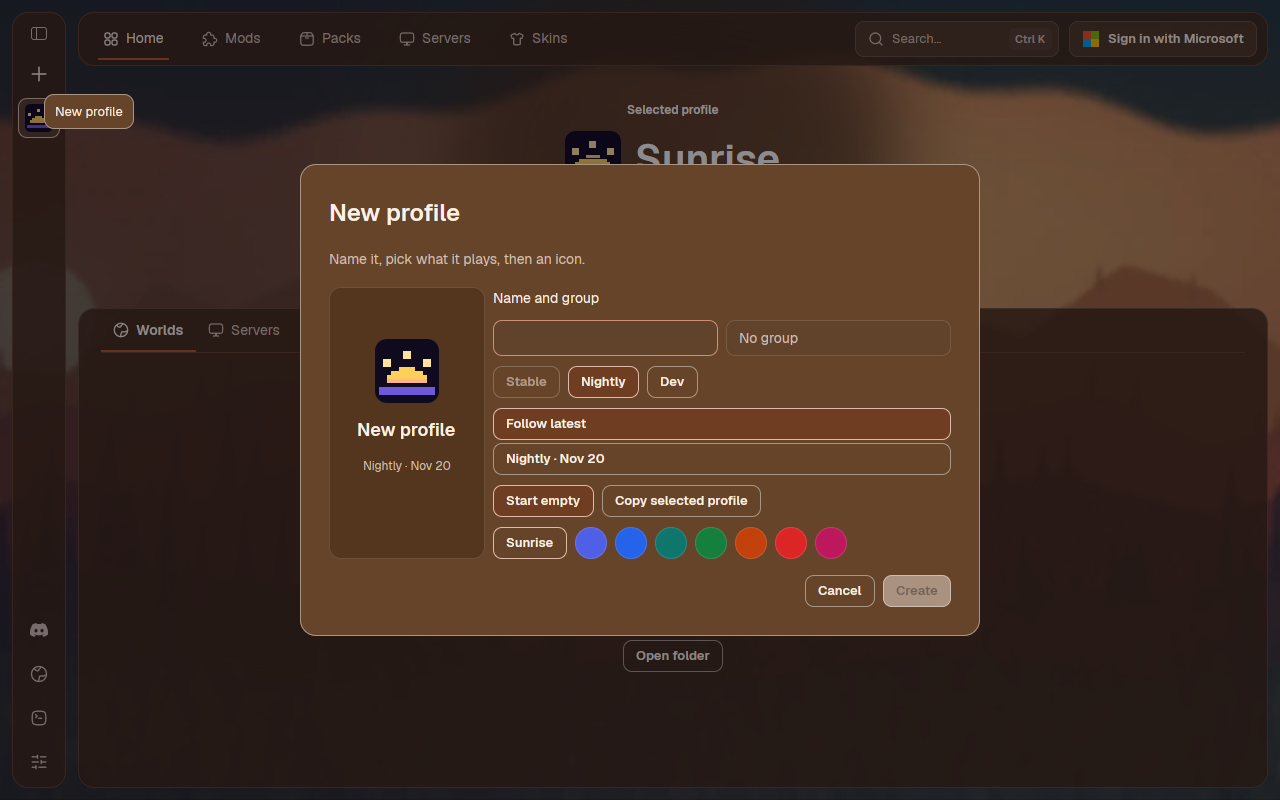 Home
Mods
Packs
Servers
Skins
Search...
Ctrl K
Sign in with Microsoft
New profile
Selected profile
Sunrise
New profile
Name it, pick what it plays, then an icon.
Name and group
No group
Stable
Nightly
Dev
Follow latest
Nightly · Nov 20
New profile
Nightly · Nov 20
Start empty
Copy selected profile
Sunrise
Cancel
Create
Worlds
Servers
Open folder